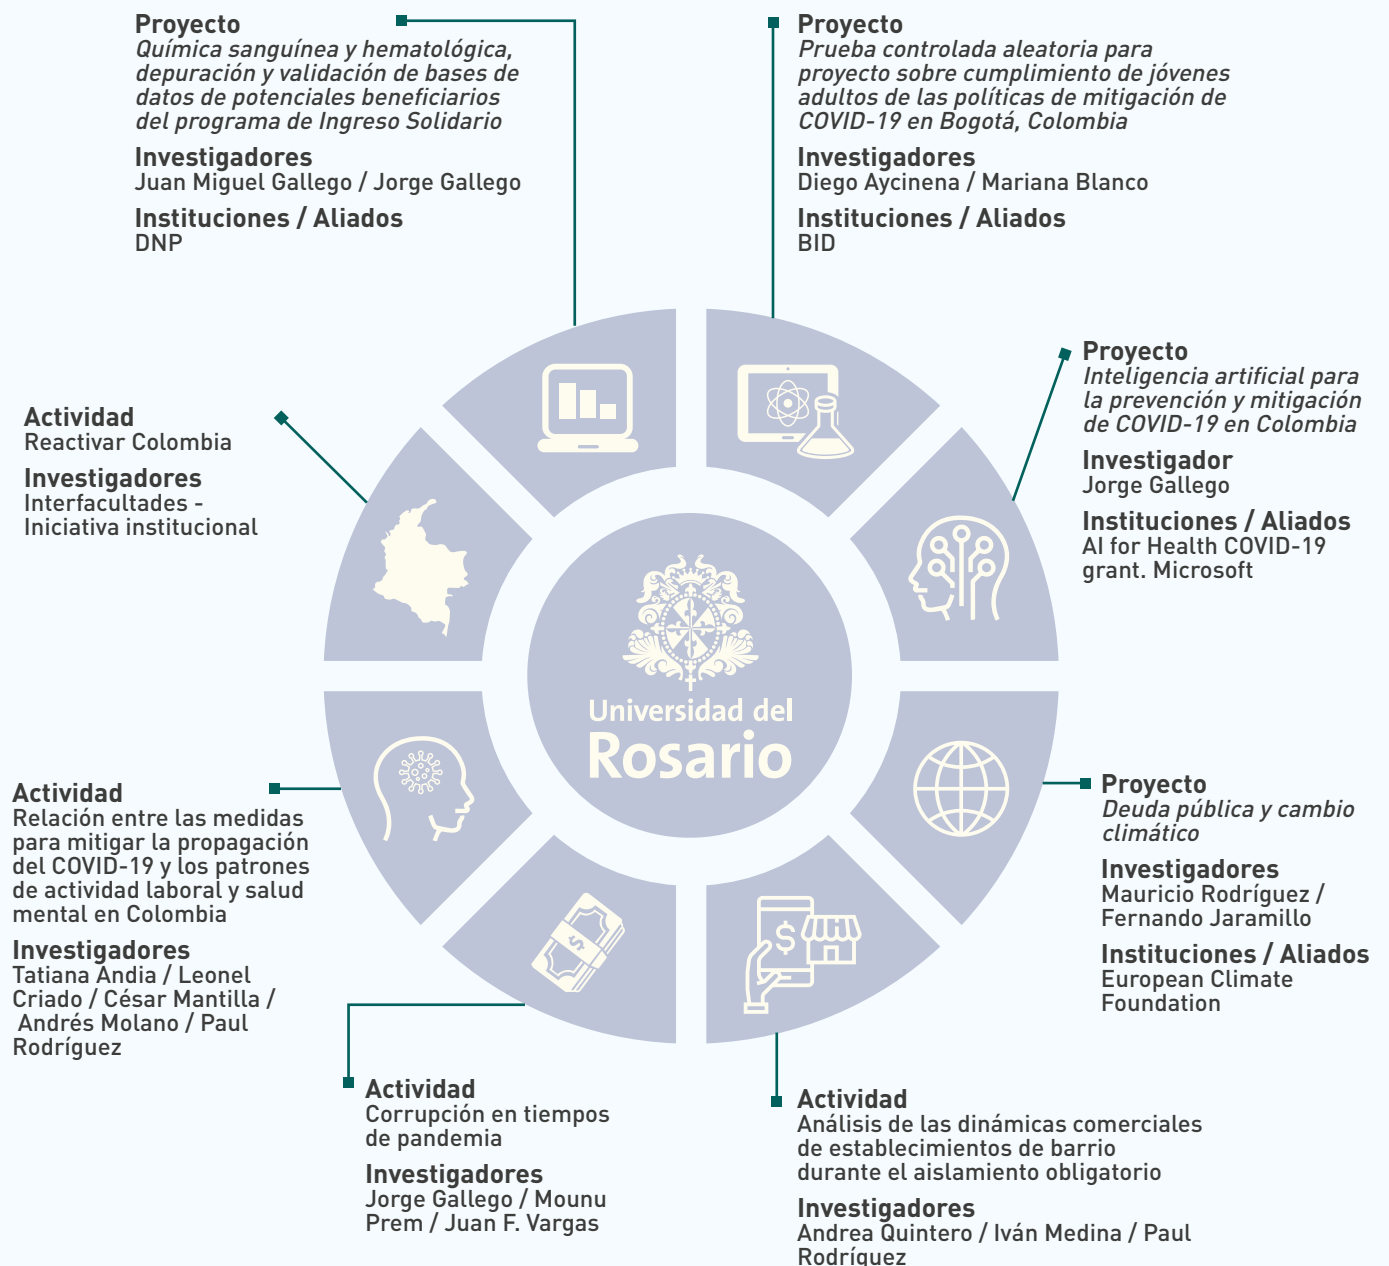 Proyecto
Química sanguínea y hematológica,
depuración y validación de bases de
datos de potenciales beneficiarios
del programa de Ingreso Solidario
Investigadores
Juan Miguel Gallego / Jorge Gallego
Instituciones / Aliados
DNP
Proyecto
Prueba controlada aleatoria para
proyecto sobre cumplimiento de jóvenes
adultos de las políticas de mitigación de
COVID-19 en Bogotá, Colombia
Investigadores
Diego Aycinena / Mariana Blanco
Instituciones / Aliados
BID
Proyecto
Inteligencia artificial para
la prevención y mitigación
de COVID-19 en Colombia
Investigador
Jorge Gallego
Instituciones / Aliados
AI for Health COVID-19
grant. Microsoft
Actividad
Reactivar Colombia
Investigadores
Interfacultades -
Iniciativa institucional
Universidad del
Rosario
Proyecto
Deuda pública y cambio
climático
Investigadores
Mauricio Rodríguez /
Fernando Jaramillo
Instituciones / Aliados
European Climate
Foundation
Actividad
Relación entre las medidas
para mitigar la propagación
del COVID-19 y los patrones
de actividad laboral y salud
mental en Colombia
Investigadores
Tatiana Andia / Leonel
Criado / César Mantilla /
Andrés Molano / Paul
Rodríguez
$
$
Actividad
Corrupción en tiempos
de pandemia
Investigadores
Jorge Gallego / Mounu
Prem / Juan F. Vargas
Actividad
Análisis de las dinámicas comerciales
de establecimientos de barrio
durante el aislamiento obligatorio
Investigadores
Andrea Quintero / Iván Medina / Paul
Rodríguez